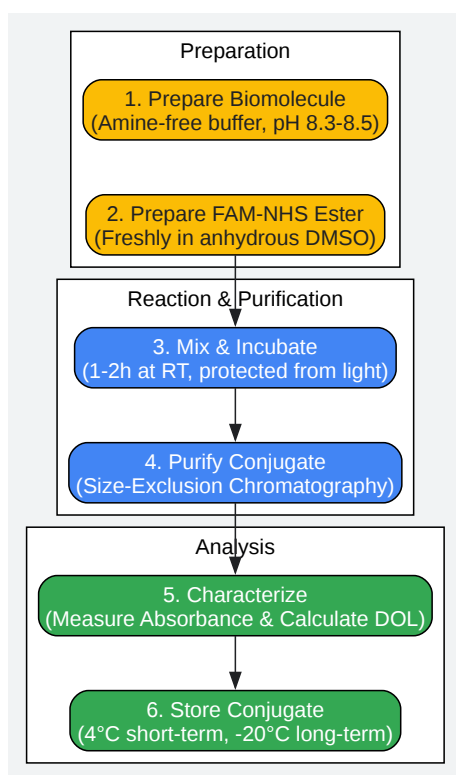 Preparation
1. Prepare Biomolecule
(Amine-free buffer, pH 8.3-8.5)
2. Prepare FAM-NHS Ester
(Freshly in anhydrous DMSO)
Reaction & Purification
3. Mix & Incubate
(1-2h at RT, protected from light)
4. Purify Conjugate
(Size-Exclusion Chromatography)
Analysis
5. Characterize
(Measure Absorbance & Calculate DOL)
6. Store Conjugate
(4°C short-term, -20°C long-term)